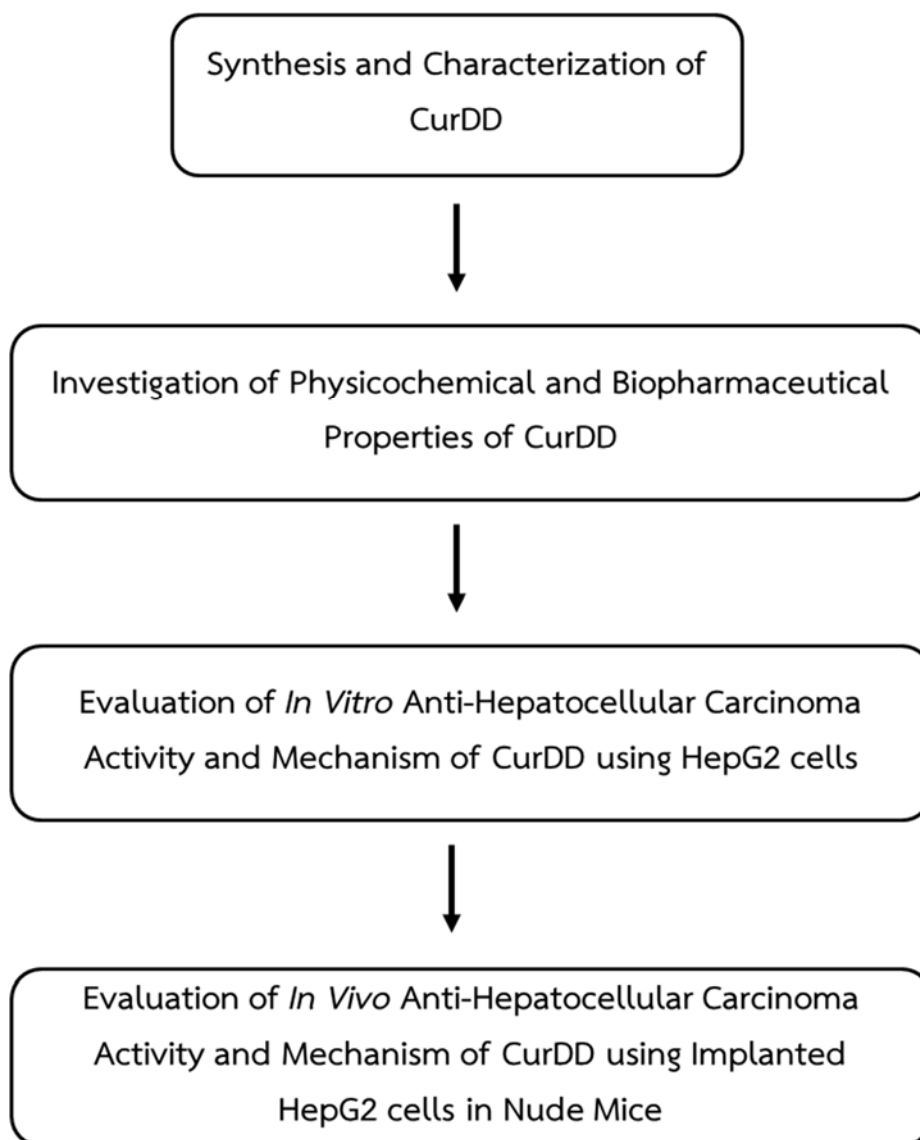 Synthesis and Characterization of
CurDD
Investigation of Physicochemical and Biopharmaceutical
Properties of CurDD
Evaluation of In Vitro Anti-Hepatocellular Carcinoma
Activity and Mechanism of CurDD using HepG2 cells
Evaluation of In Vivo Anti-Hepatocellular Carcinoma
Activity and Mechanism of CurDD using Implanted
HepG2 cells in Nude Mice